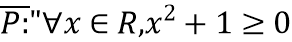 P̅:̅"∀x ∈ R,x² + 1 ≥ 0